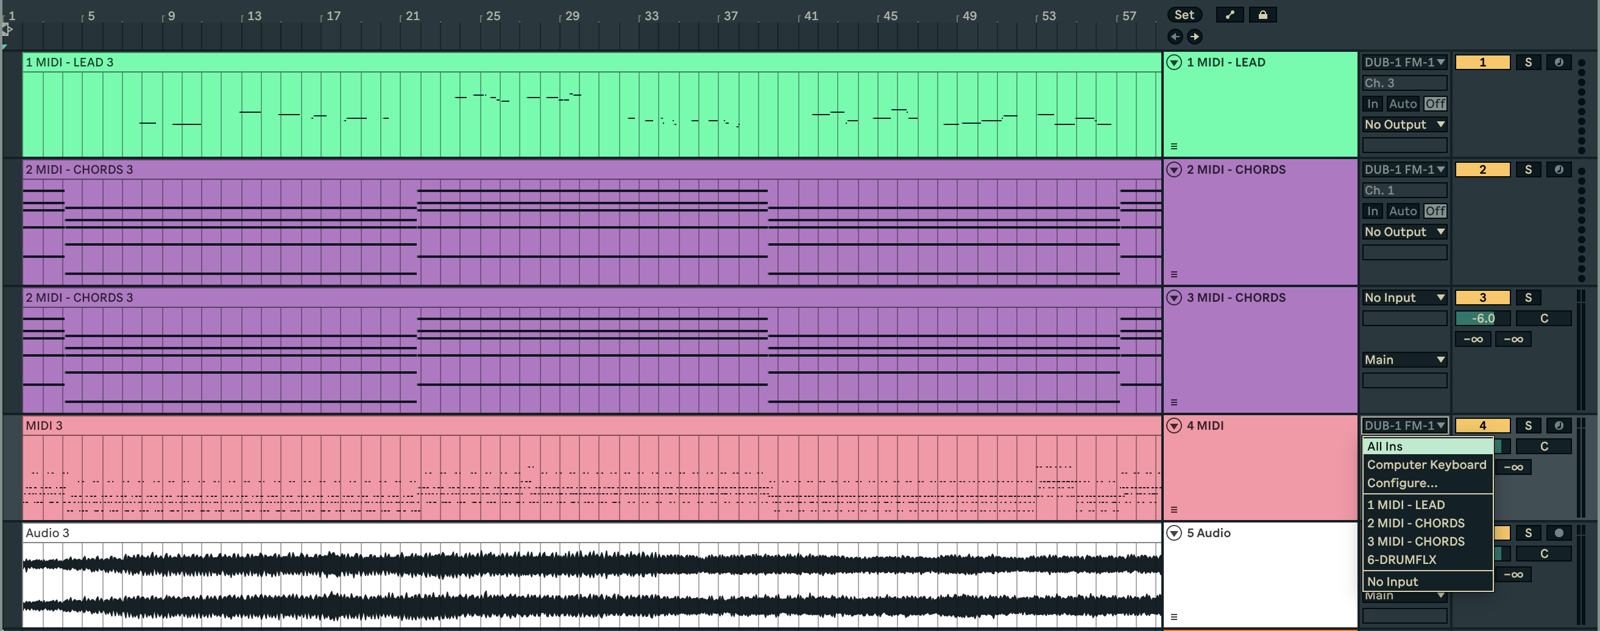 1 5 9 13 17 21 25 29 33 37 41 45 49 53 57 Set
1 MIDI - LEAD 3
1 MIDI - LEAD
DUB-1 FM-1 1 S
Ch. 3
In Auto Off
No Output
2 MIDI - CHORDS 3
2 MIDI - CHORDS
DUB-1 FM-1 2 S
Ch. 1
In Auto Off
No Output
2 MIDI - CHORDS 3
3 MIDI - CHORDS
No Input 3 S
-6.0 C
-∞ -∞
Main
MIDI 3
4 MIDI
DUB-1 FM-1 4 S
All Ins
C
Computer Keyboard
-∞
Configure...
1 MIDI - LEAD
2 MIDI - CHORDS
3 MIDI - CHORDS
6-DRUMFLX
No Input
Audio 3
5 Audio
S
C
-∞
Main